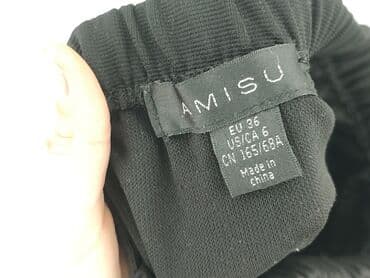 AMISU
EU 36
US/CA 6
CN 165/68A
Made in
China